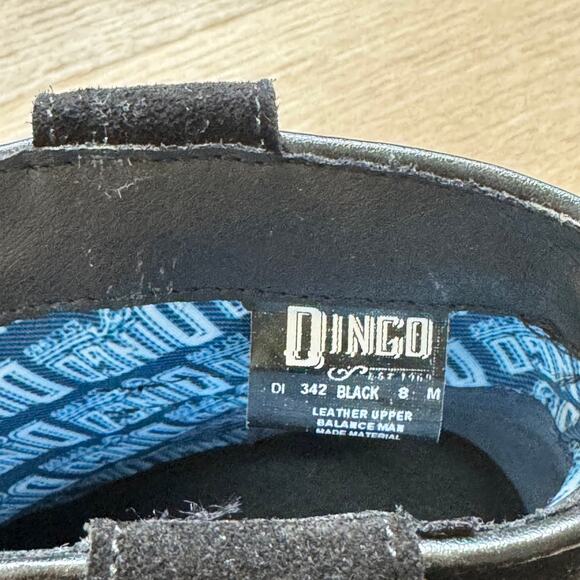 DINGO
EST 1969
DI 342 BLACK 8 M
LEATHER UPPER
BALANCE MAN
MADE MATERIAL